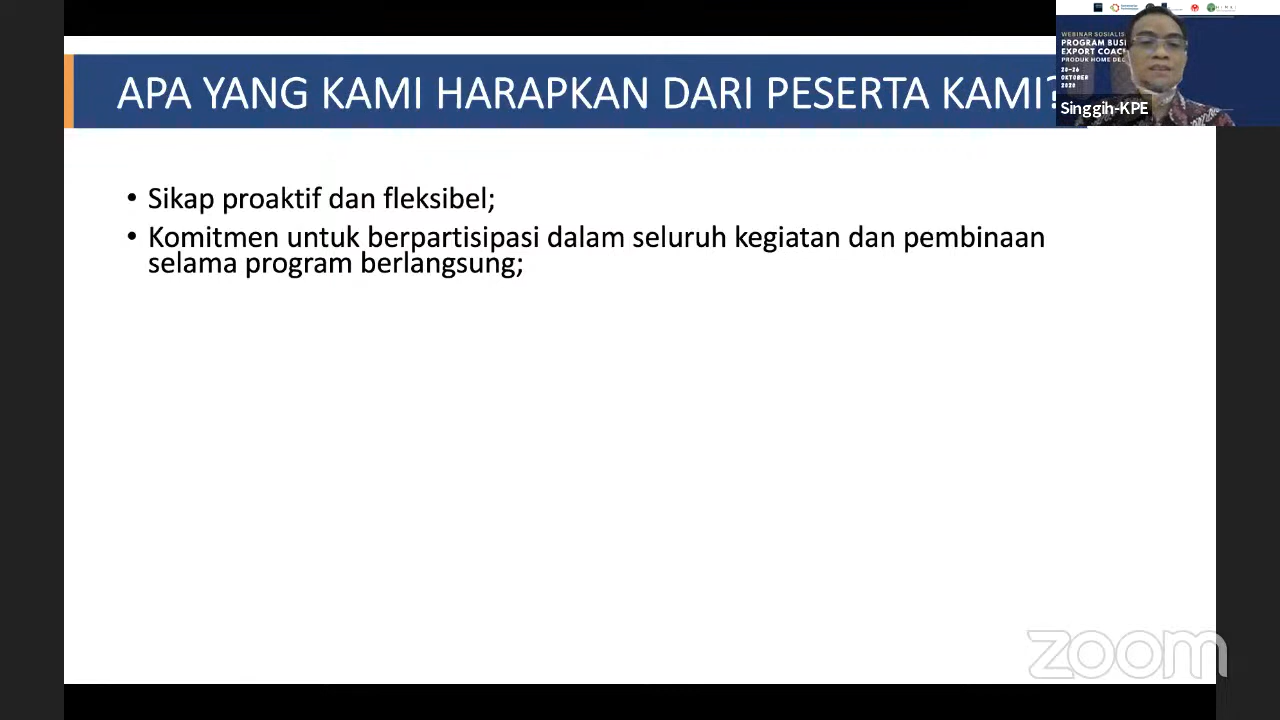 APA YANG KAMI HARAPKAN DARI PESERTA KAMI?
• Sikap proaktif dan fleksibel;
• Komitmen untuk berpartisipasi dalam seluruh kegiatan dan pembinaan
selama program berlangsung;
WEBINAR SOSIALIS
PROGRAM BUSI
EXPORT COAC
PRODUK HOME DEC
20-26
OKTOBER
2020
Singgih-KPE
zoom